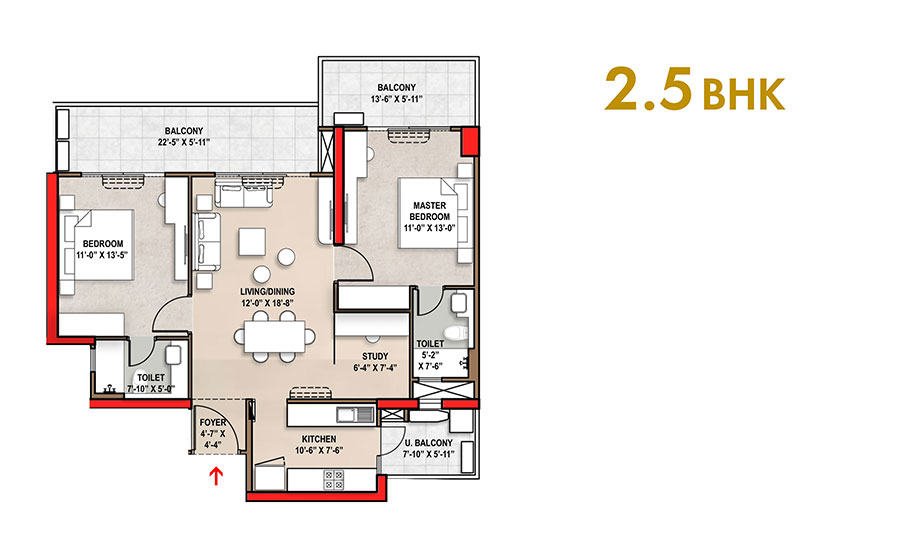 2.5 BHK
BALCONY
13'-6" X 5'-11"
BALCONY
22'-5" X 5'-11"
MASTER
BEDROOM
11'-0" X 13'-0"
BEDROOM
11'-0" X 13'-5"
LIVING/DINING
12'-0" X 18'-8"
TOILET
5'-2"
X 7'-6"
STUDY
6'-4" X 7'-4"
TOILET
7'-10" X 5'-0"
FOYER
4'-7" X
4'-4"
KITCHEN
10'-6" X 7'-6"
U. BALCONY
7'-10" X 5'-11"